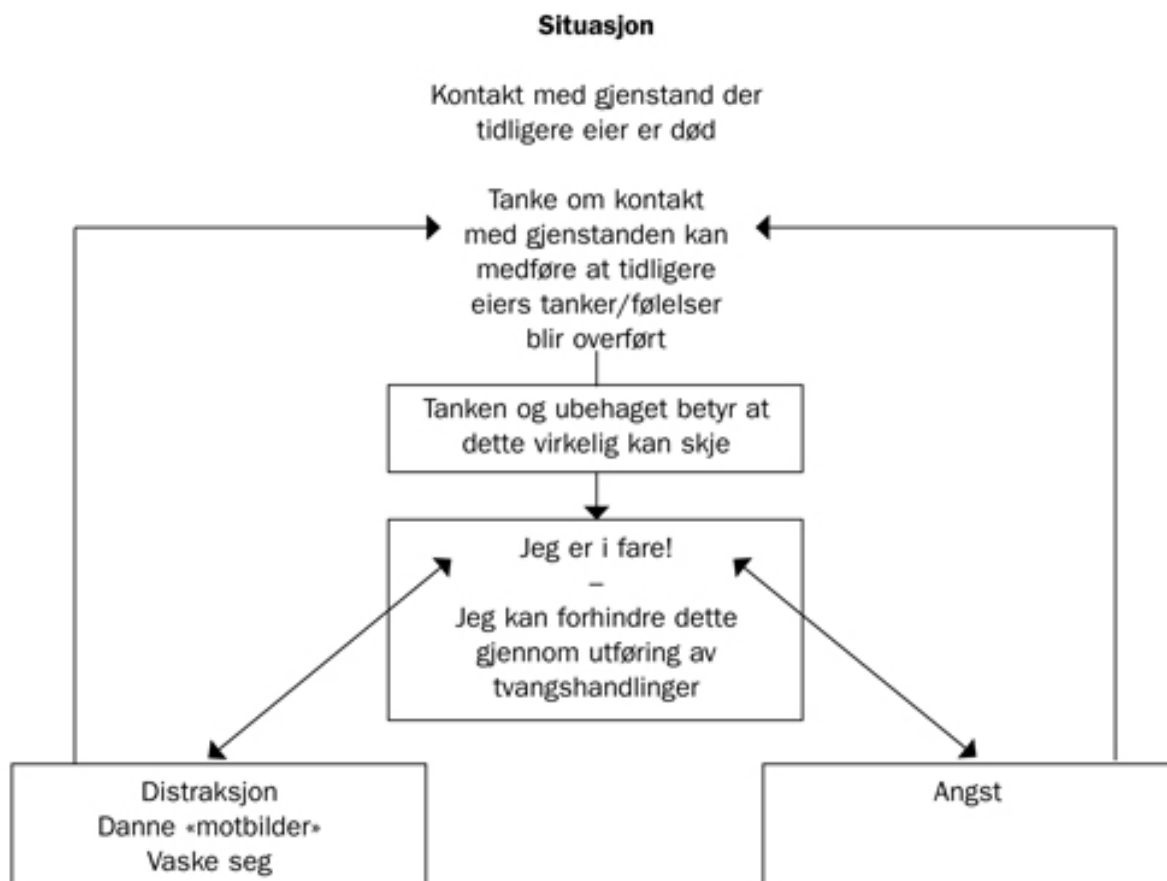 Situasjon
Kontakt med gjenstand der
tidligere eier er død
Tanke om kontakt
med gjenstanden kan
medføre at tidligere
eiers tanker/følelser
blir overført
Tanken og ubehaget betyr at
dette virkelig kan skje
Jeg er i fare!
–
Jeg kan forhindre dette
gjennom utføring av
tvangshandlinger
Distraksjon
Danne «motbilder»
Vaske seg
Angst